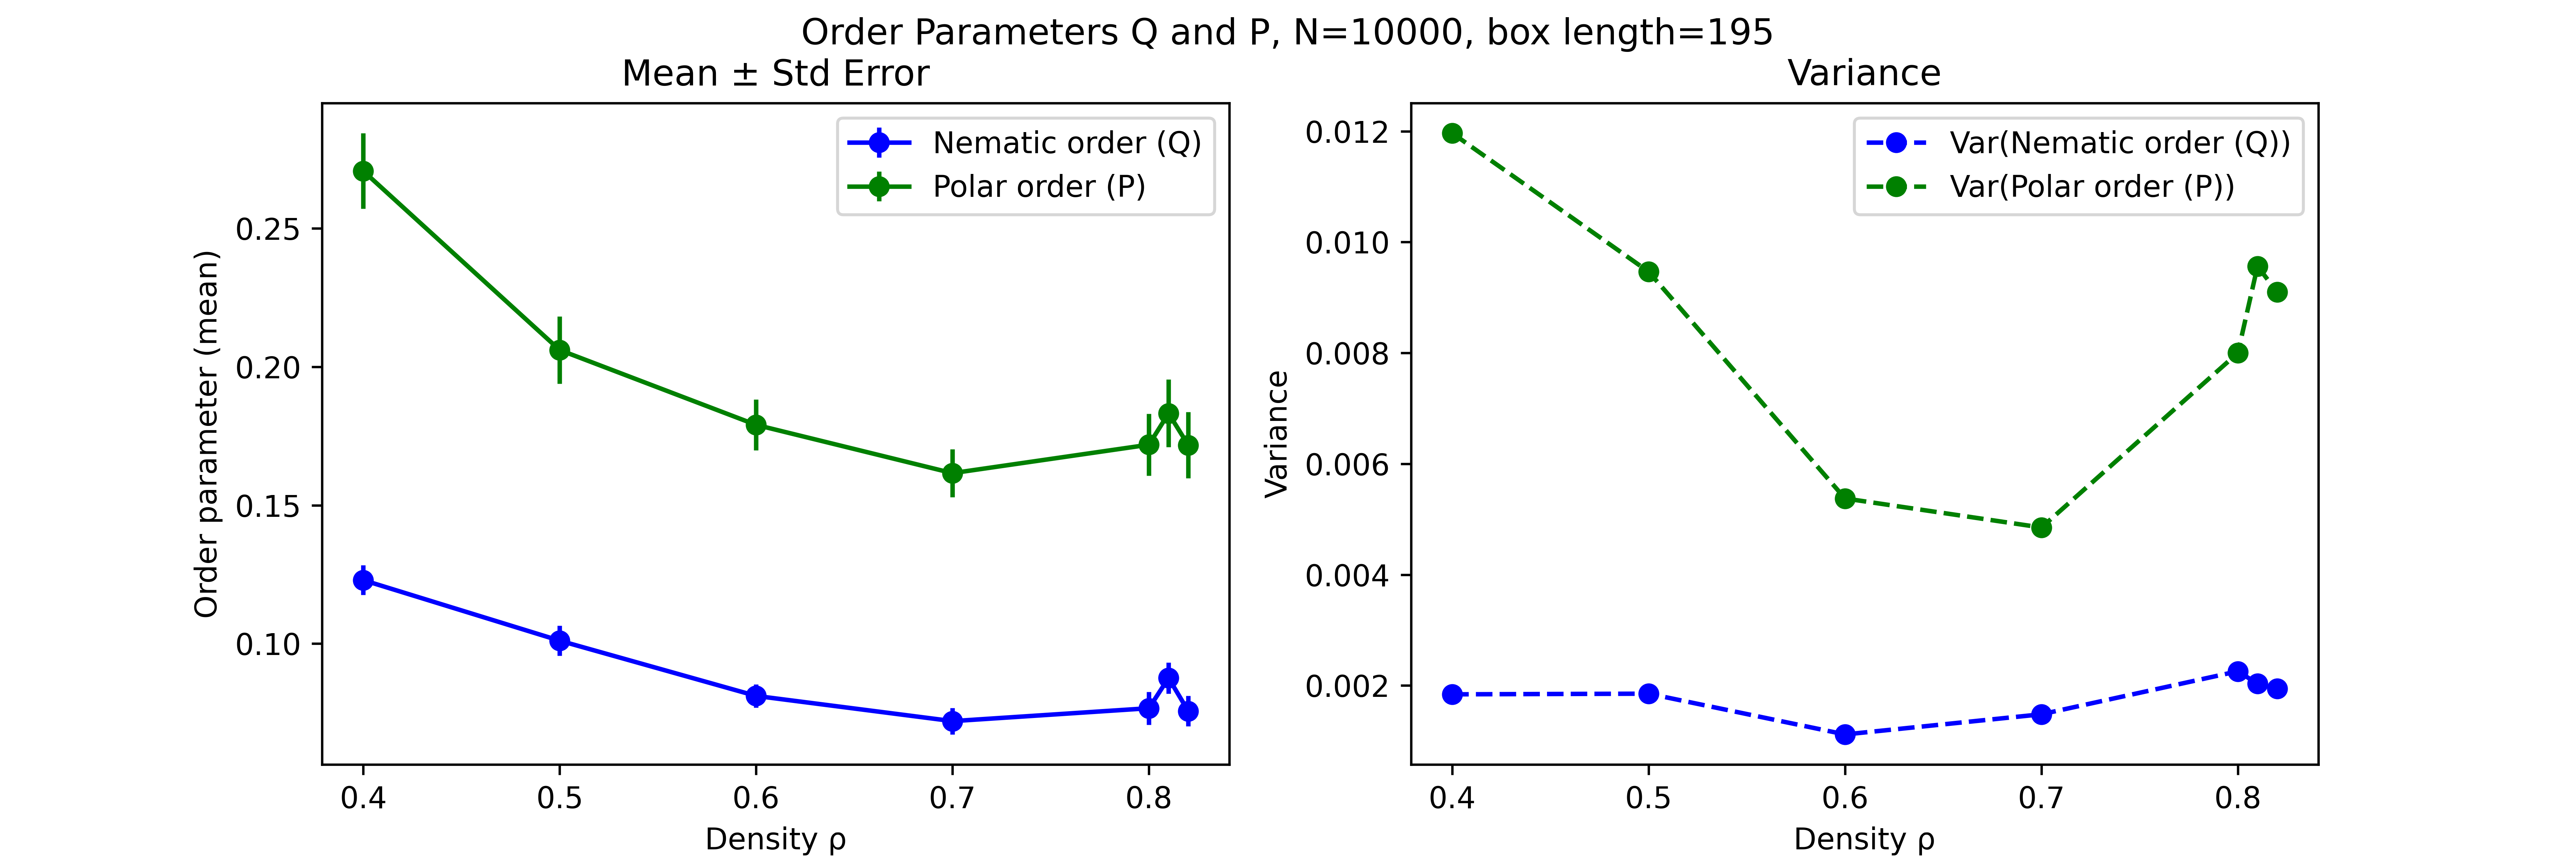 Order Parameters Q and P, N=10000, box length=195
Mean ± Std Error
Nematic order (Q)
Polar order (P)
Order parameter (mean)
0.25
0.20
0.15
0.10
0.4 0.5 0.6 0.7 0.8
Density ρ
Variance
Var(Nematic order (Q))
Var(Polar order (P))
Variance
0.012
0.010
0.008
0.006
0.004
0.002
0.4 0.5 0.6 0.7 0.8
Density ρ